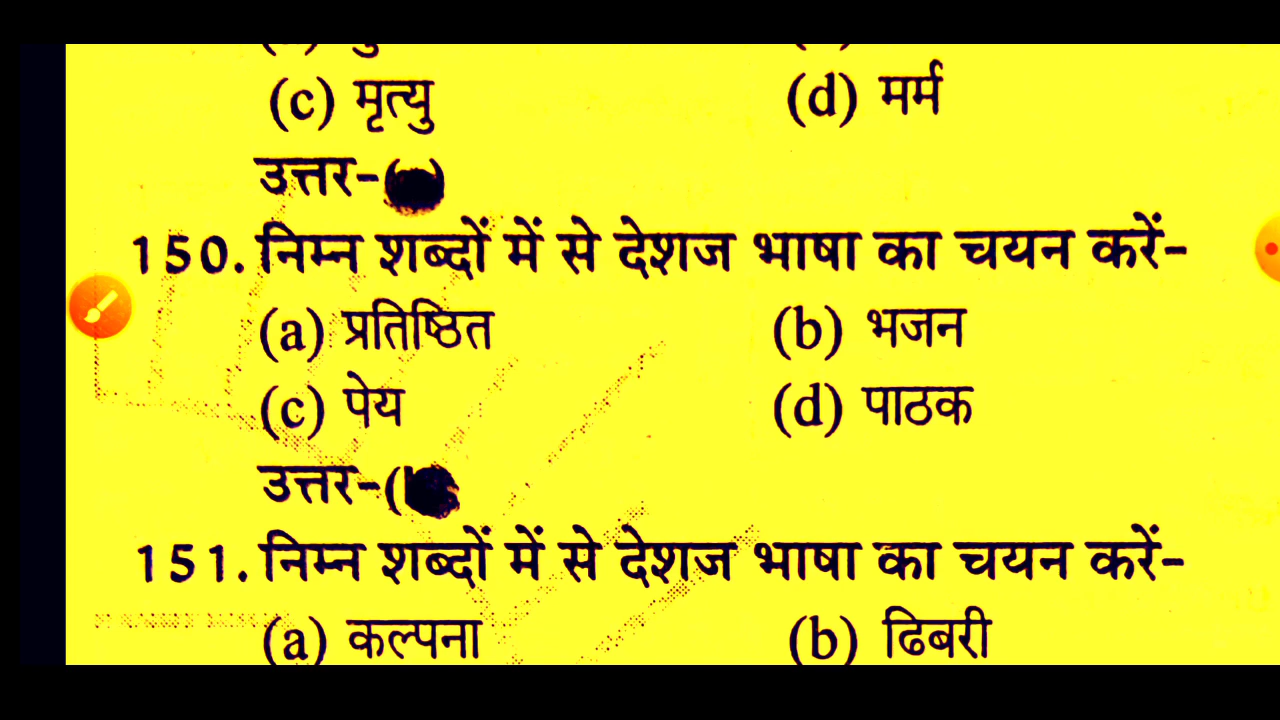 (c) मृत्यु (d) मर्म
उत्तर-( )
150. निम्न शब्दों में से देशज भाषा का चयन करें-
(a) प्रतिष्ठित (b) भजन
(c) पेय (d) पाठक
उत्तर-(
151. निम्न शब्दों में से देशज भाषा का चयन करें-
(a) कल्पना (b) ढिबरी